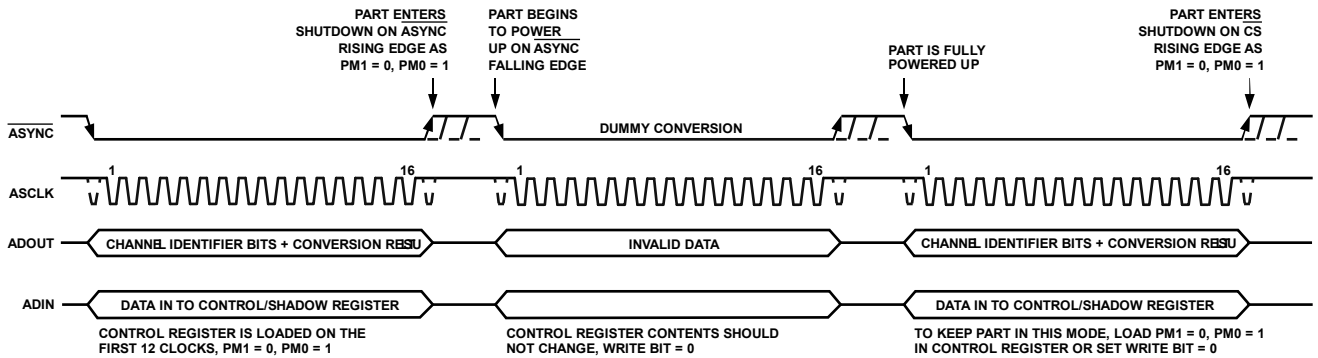 PART ENTERS
SHUTDOWN ON ASYNC
RISING EDGE AS
PM1 = 0, PM0 = 1
PART BEGINS
TO POWER
UP ON ASYNC
FALLING EDGE
PART IS FULLY
POWERED UP
PART ENTERS
SHUTDOWN ON CS
RISING EDGE AS
PM1 = 0, PM0 = 1
ASYNC
DUMMY CONVERSION
ASCLK
1
16
1
16
1
16
ADOUT
CHANNEL IDENTIFIER BITS + CONVERSION RESULT
INVALID DATA
CHANNEL IDENTIFIER BITS + CONVERSION RESULT
ADIN
DATA IN TO CONTROL/SHADOW REGISTER
DATA IN TO CONTROL/SHADOW REGISTER
CONTROL REGISTER IS LOADED ON THE
FIRST 12 CLOCKS, PM1 = 0, PM0 = 1
CONTROL REGISTER CONTENTS SHOULD
NOT CHANGE, WRITE BIT = 0
TO KEEP PART IN THIS MODE, LOAD PM1 = 0, PM0 = 1
IN CONTROL REGISTER OR SET WRITE BIT = 0